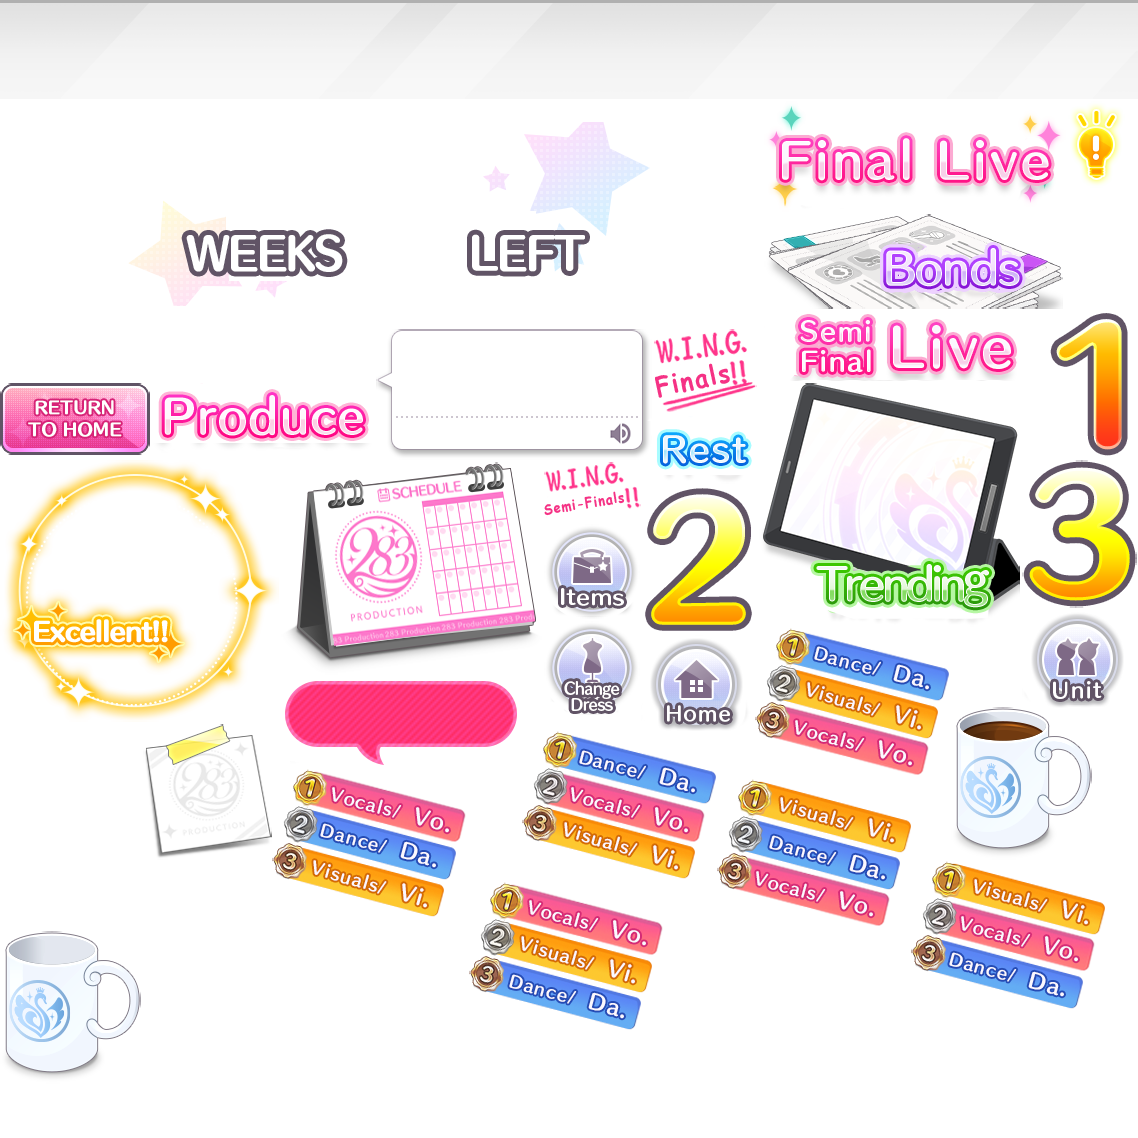 Final Live
WEEKS
LEFT
Bonds
W.I.N.G.
Finals!!
Semi
Final Live
1
RETURN
TO HOME
Produce
Rest
W.I.N.G.
Semi-Finals!!
SCHEDULE
283
PRODUCTION
83 Production 283 Production 283 Production 283 Prod
2
3
Items
Trending
Excellent!!
Change
Dress
Home
Unit
1 Dance/ Da.
2 Visuals/ Vi.
3 Vocals/ Vo.
283
PRODUCTION
1 Vocals/ Vo.
2 Dance/ Da.
3 Visuals/ Vi.
1 Dance/ Da.
2 Vocals/ Vo.
3 Visuals/ Vi.
1 Visuals/ Vi.
2 Dance/ Da.
3 Vocals/ Vo.
1 Vocals/ Vo.
2 Visuals/ Vi.
3 Dance/ Da.
1 Visuals/ Vi.
2 Vocals/ Vo.
3 Dance/ Da.